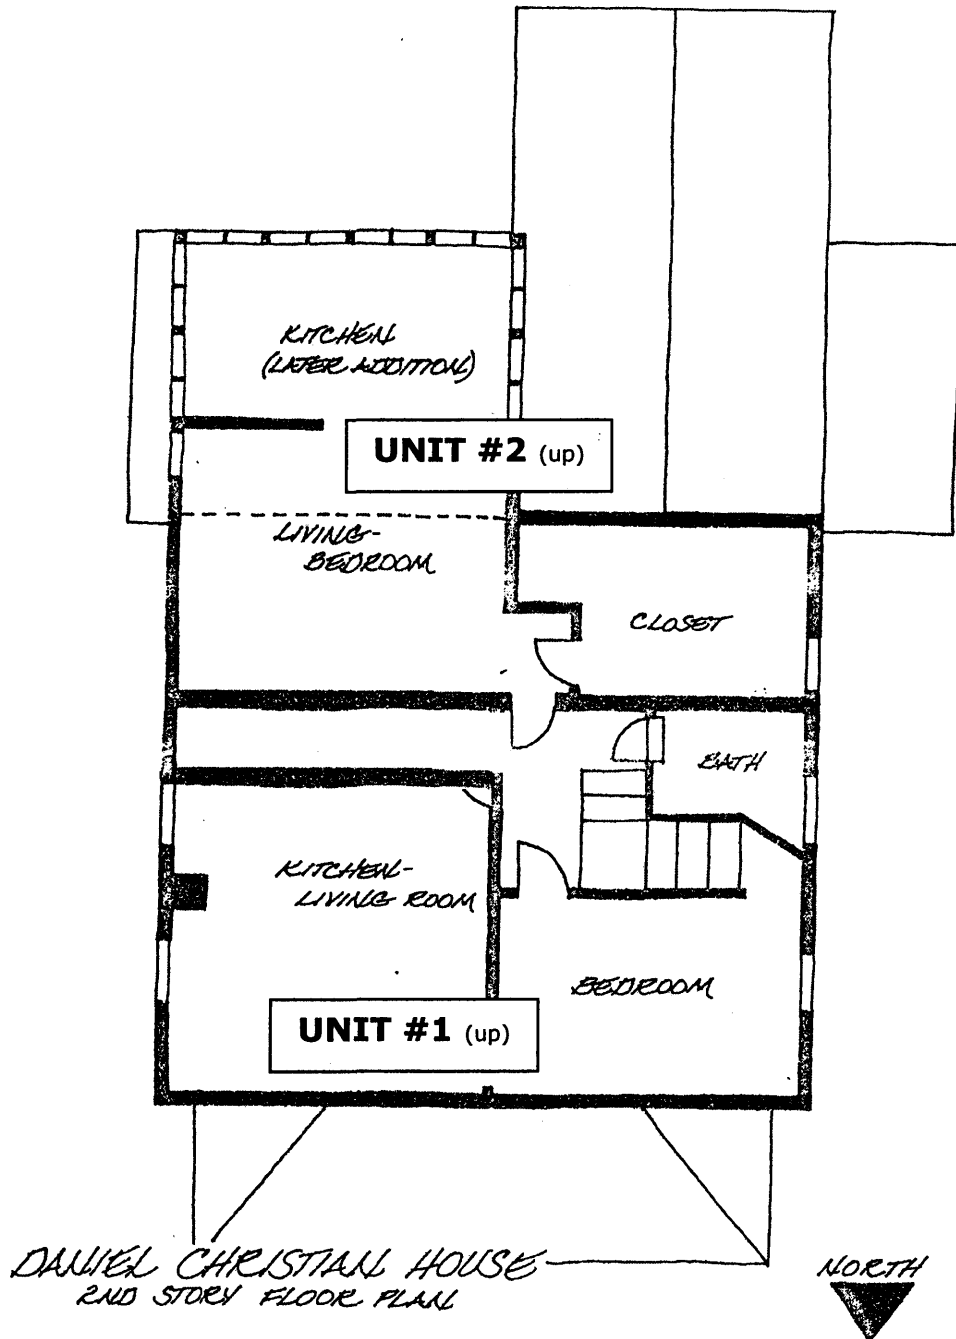 KITCHEN
(LATER ADDITION)
UNIT #2 (up)
LIVING-
BEDROOM
CLOSET
BATH
KITCHEN-
LIVING ROOM
BEDROOM
UNIT #1 (up)
DANIEL CHRISTIAN HOUSE
2ND STORY FLOOR PLAN
NORTH